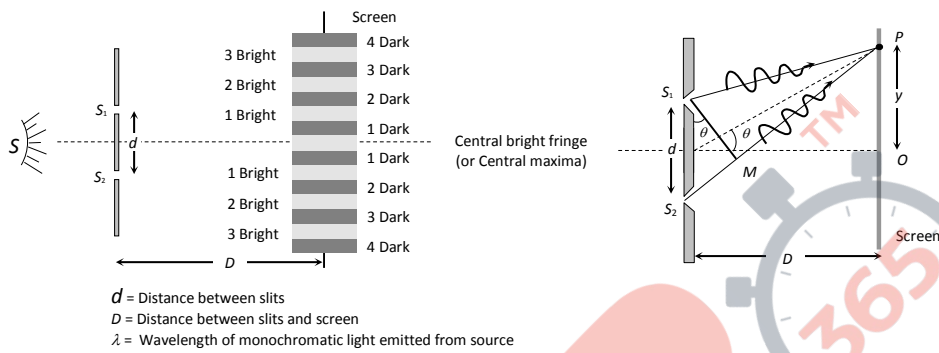 Screen
4 Dark
3 Bright
3 Dark
2 Bright
2 Dark
1 Bright
1 Dark
Central bright fringe
(or Central maxima)
1 Dark
1 Bright
2 Dark
2 Bright
3 Dark
3 Bright
4 Dark
S
S1
d
S2
D
d = Distance between slits
D = Distance between slits and screen
λ = Wavelength of monochromatic light emitted from source
P
S1
y
θ
θ
d
O
M
S2
Screen
D
TM
365